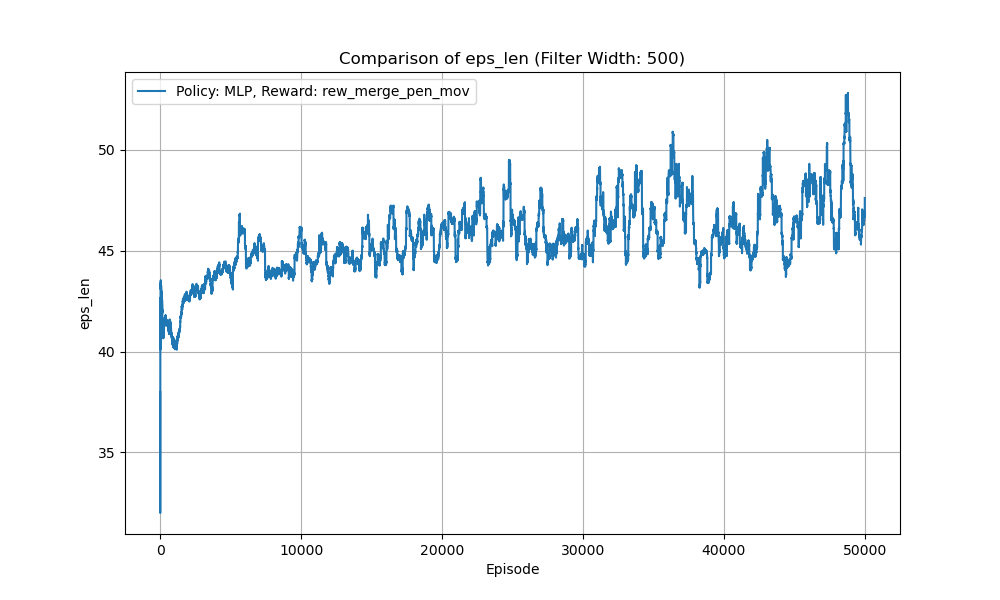 Comparison of eps_len (Filter Width: 500)
Policy: MLP, Reward: rew_merge_pen_mov
50
45
40
35
eps_len
0 10000 20000 30000 40000 50000
Episode